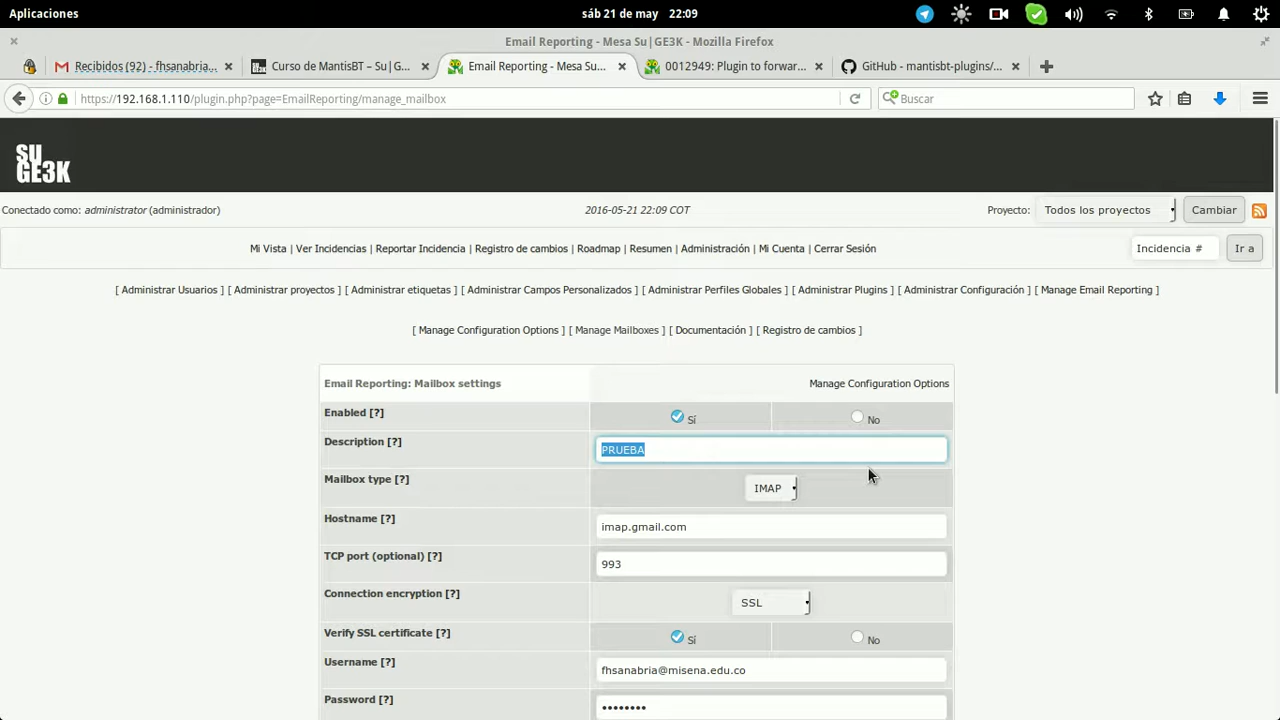 Aplicaciones
sáb 21 de may 22:09
Email Reporting - Mesa Su|GE3K - Mozilla Firefox
Recibidos (92) - fhsanabria...
Curso de MantisBT – Su|G...
Email Reporting - Mesa Su...
0012949: Plugin to forwar...
GitHub - mantisbt-plugins/...
https://192.168.1.110/plugin.php?page=EmailReporting/manage_mailbox
Buscar
SU
GE3K
Conectado como: administrator (administrador)
2016-05-21 22:09 COT
Proyecto: Todos los proyectos Cambiar
Mi Vista | Ver Incidencias | Reportar Incidencia | Registro de cambios | Roadmap | Resumen | Administración | Mi Cuenta | Cerrar Sesión
Incidencia # Ir a
[ Administrar Usuarios ] [ Administrar proyectos ] [ Administrar etiquetas ] [ Administrar Campos Personalizados ] [ Administrar Perfiles Globales ] [ Administrar Plugins ] [ Administrar Configuración ] [ Manage Email Reporting ]
[ Manage Configuration Options ] [ Manage Mailboxes ] [ Documentación ] [ Registro de cambios ]
Email Reporting: Mailbox settings
Manage Configuration Options
Enabled [?] Sí No
Description [?] PRUEBA
Mailbox type [?] IMAP
Hostname [?] imap.gmail.com
TCP port (optional) [?] 993
Connection encryption [?] SSL
Verify SSL certificate [?] Sí No
Username [?] fhsanabria@misena.edu.co
Password [?] ••••••••